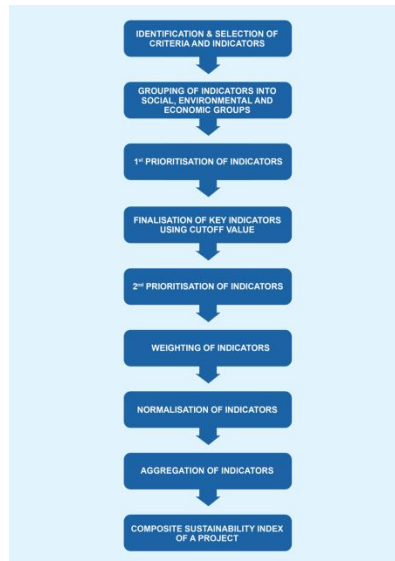 IDENTIFICATION & SELECTION OF
CRITERIA AND INDICATORS
GROUPING OF INDICATORS INTO
SOCIAL, ENVIRONMENTAL AND
ECONOMIC GROUPS
1st PRIORITISATION OF INDICATORS
FINALISATION OF KEY INDICATORS
USING CUTOFF VALUE
2nd PRIORITISATION OF INDICATORS
WEIGHTING OF INDICATORS
NORMALISATION OF INDICATORS
AGGREGATION OF INDICATORS
COMPOSITE SUSTAINABILITY INDEX
OF A PROJECT